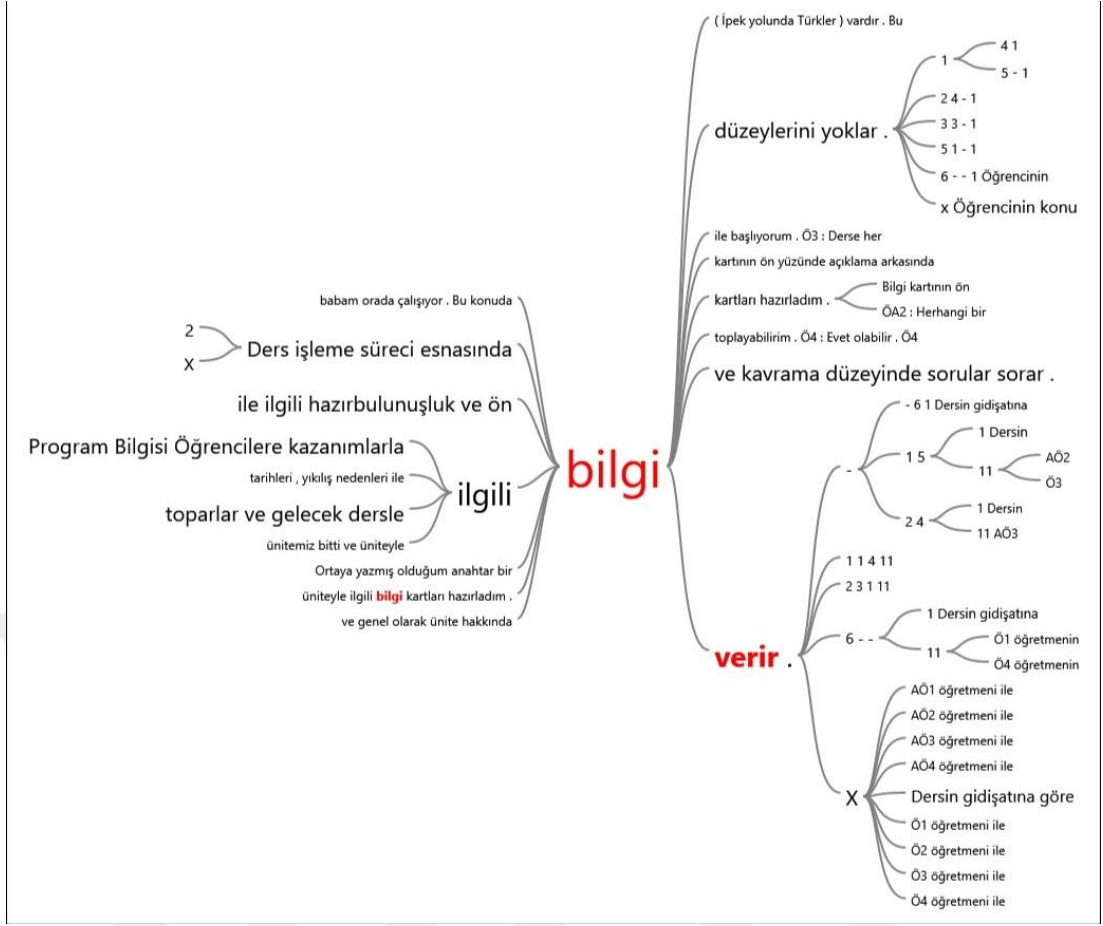 babam orada çalışıyor . Bu konuda
2
X
Ders işleme süreci esnasında
ile ilgili hazırbulunuşluk ve ön
Program Bilgisi Öğrencilere kazanımlarla
tarihleri , yıkılış nedenleri ile
toparlar ve gelecek dersle
ünitemiz bitti ve üniteyle
ilgili
Ortaya yazmış olduğum anahtar bir
üniteyle ilgili bilgi kartları hazırladım .
ve genel olarak ünite hakkında
bilgi
( İpek yolunda Türkler ) vardır . Bu
düzeylerini yoklar .
1
4 1
5 - 1
2 4 - 1
3 3 - 1
5 1 - 1
6 - - 1 Öğrencinin
x Öğrencinin konu
ile başlıyorum . Ö3 : Derse her
kartının ön yüzünde açıklama arkasında
kartları hazırladım .
Bilgi kartının ön
ÖA2 : Herhangi bir
toplayabilirim . Ö4 : Evet olabilir . Ö4
ve kavrama düzeyinde sorular sorar .
verir .
-
- 6 1 Dersin gidişatına
1 5
1 Dersin
11
AÖ2
Ö3
2 4
1 Dersin
11 AÖ3
1 1 4 11
2 3 1 11
6 - -
1 Dersin gidişatına
11
Ö1 öğretmenin
Ö4 öğretmenin
X
AÖ1 öğretmeni ile
AÖ2 öğretmeni ile
AÖ3 öğretmeni ile
AÖ4 öğretmeni ile
Dersin gidişatına göre
Ö1 öğretmeni ile
Ö2 öğretmeni ile
Ö3 öğretmeni ile
Ö4 öğretmeni ile